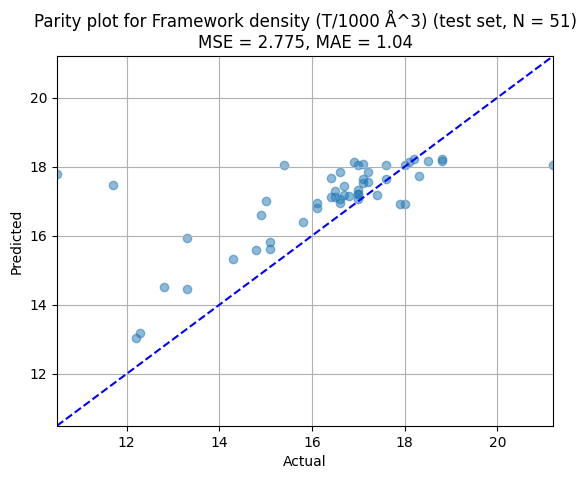 Parity plot for Framework density (T/1000 Å^3) (test set, N = 51)
MSE = 2.775, MAE = 1.04
20
18
16
14
12
Predicted
12
14
16
18
20
Actual